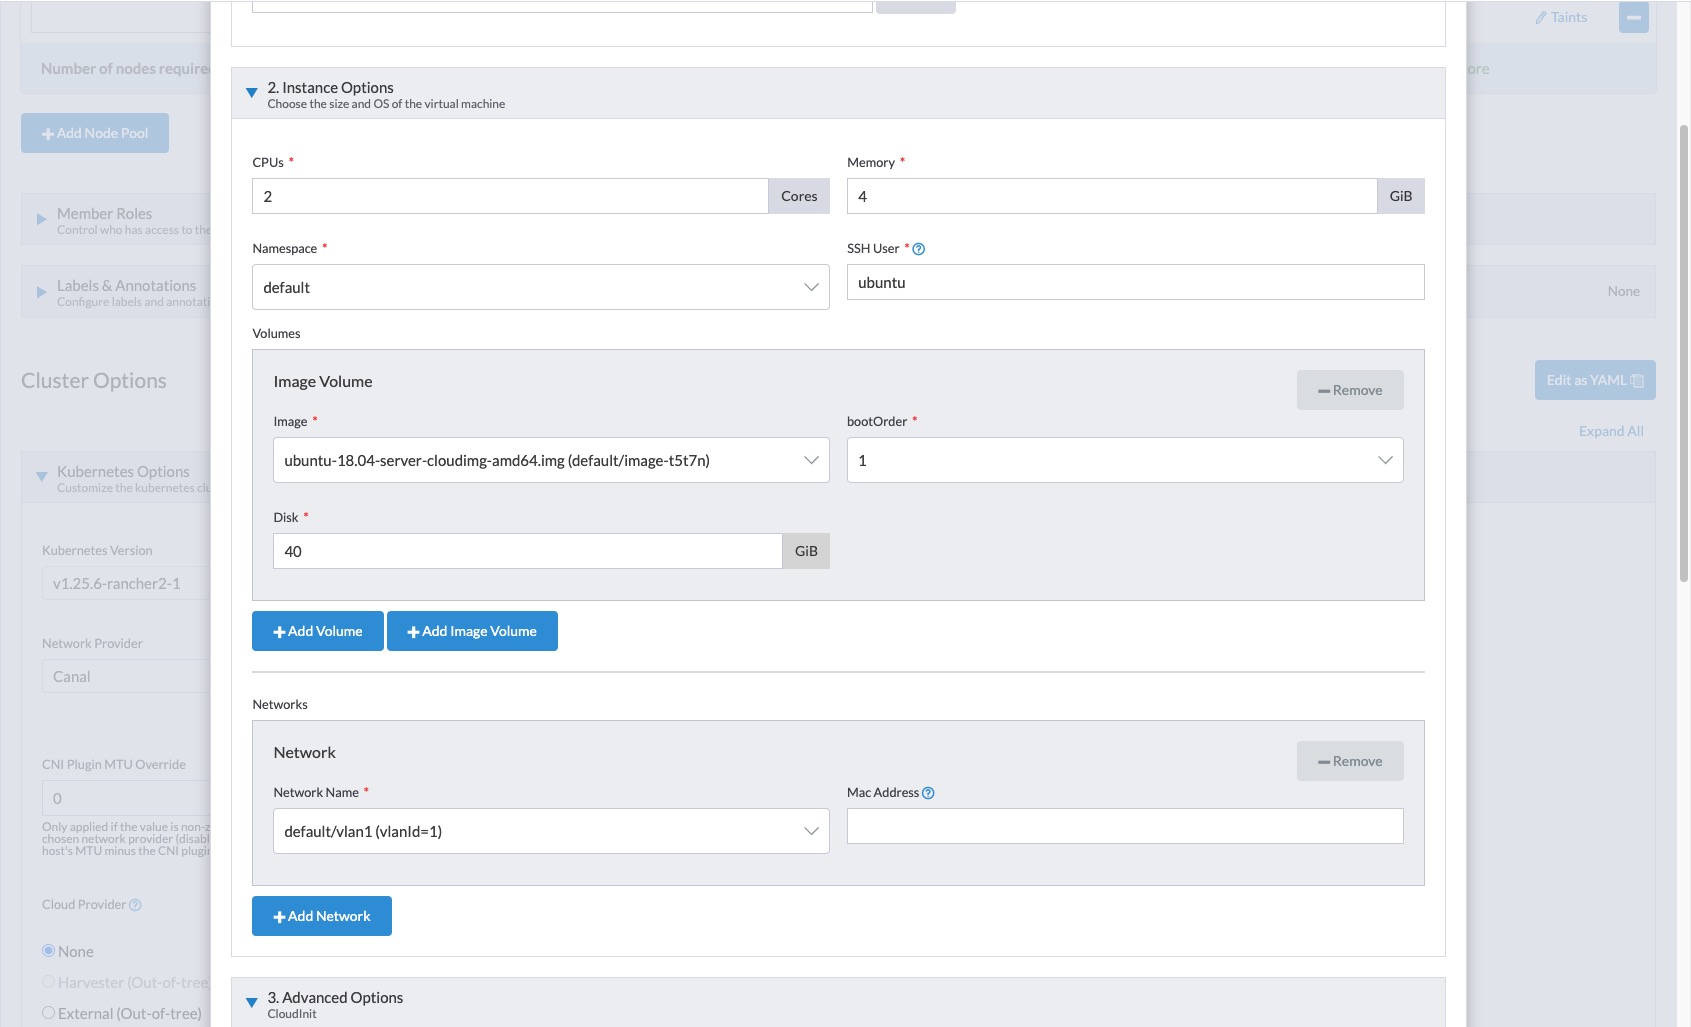 Taints
Number of nodes require
ore
Add Node Pool
Member Roles
Control who has access to the
Labels & Annotations
Configure labels and annotati
None
Cluster Options
Edit as YAML
Expand All
Kubernetes Options
Customize the kubernetes clu
Kubernetes Version
v1.25.6-rancher2-1
Network Provider
Canal
CNI Plugin MTU Override
0
Only applied if the value is non-z
chosen network provider (disabl
host's MTU minus the CNI plugin
Cloud Provider
None
Harvester (Out-of-tree
External (Out-of-tree)
2. Instance Options
Choose the size and OS of the virtual machine
CPUs *
Memory *
2 Cores
4 GiB
Namespace *
SSH User *
default
ubuntu
Volumes
Image Volume
Remove
Image *
bootOrder *
ubuntu-18.04-server-cloudimg-amd64.img (default/image-t5t7n)
1
Disk *
40 GiB
Add Volume
Add Image Volume
Networks
Network
Remove
Network Name *
Mac Address
default/vlan1 (vlanId=1)
Add Network
3. Advanced Options
CloudInit